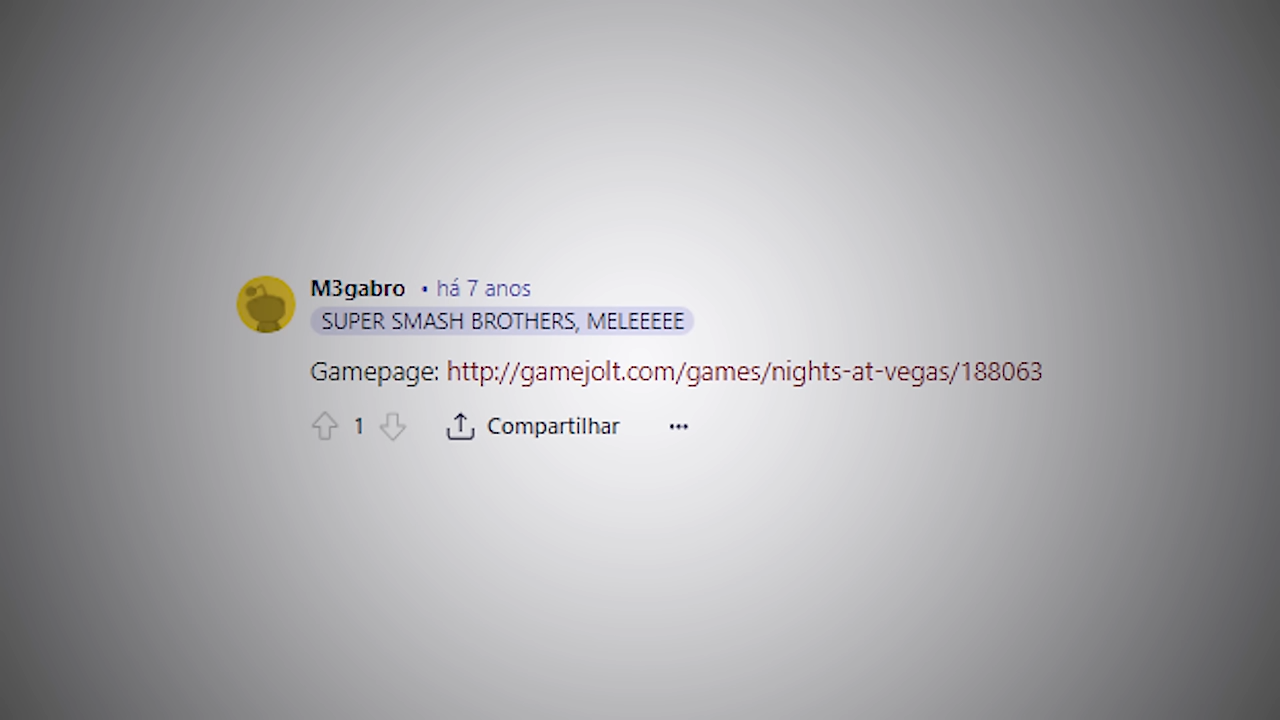 M3gabro • há 7 anos
SUPER SMASH BROTHERS, MELEEEEE
Gamepage: http://gamejolt.com/games/nights-at-vegas/188063
1 Compartilhar ···